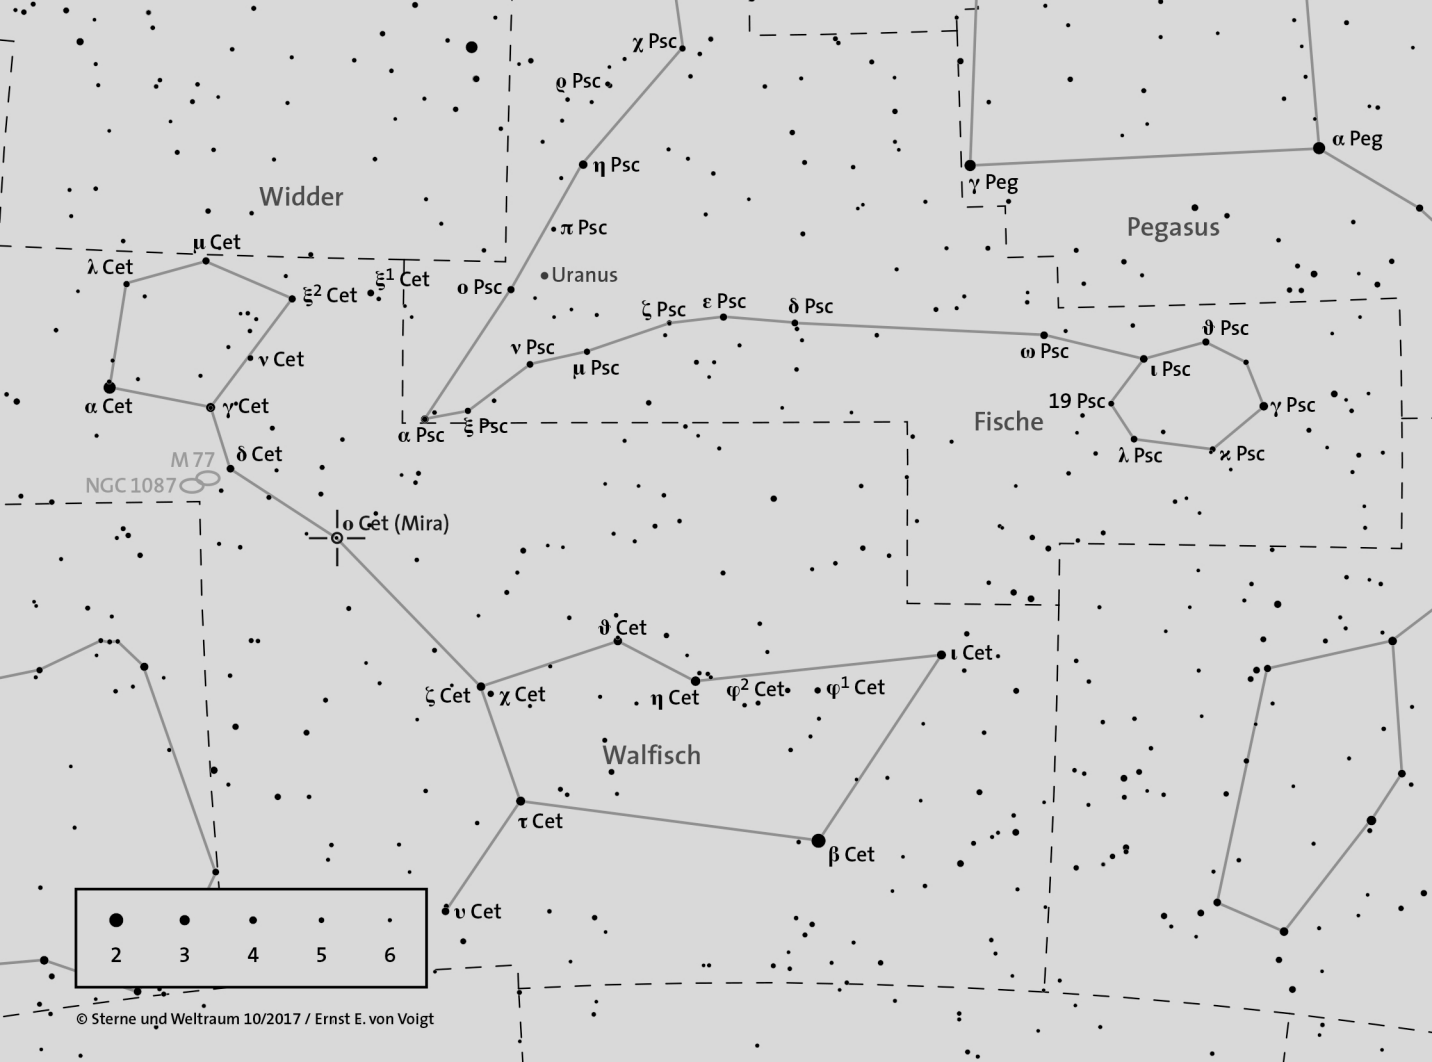 χ Psc
ϱ Psc
α Peg
η Psc
γ Peg
Widder
π Psc
Pegasus
μ Cet
λ Cet
ξ¹ Cet
Uranus
ο Psc
ξ² Cet
ζ Psc
ε Psc
δ Psc
ϑ Psc
ν Psc
ω Psc
ν Cet
μ Psc
ι Psc
α Cet
γ Cet
19 Psc
γ Psc
Fische
α Psc
ξ Psc
δ Cet
λ Psc
ϰ Psc
M 77
NGC 1087
ο Cet (Mira)
ϑ Cet
ι Cet
ζ Cet
χ Cet
η Cet
φ² Cet
φ¹ Cet
Walfisch
τ Cet
β Cet
υ Cet
2 3 4 5 6
© Sterne und Weltraum 10/2017 / Ernst E. von Voigt